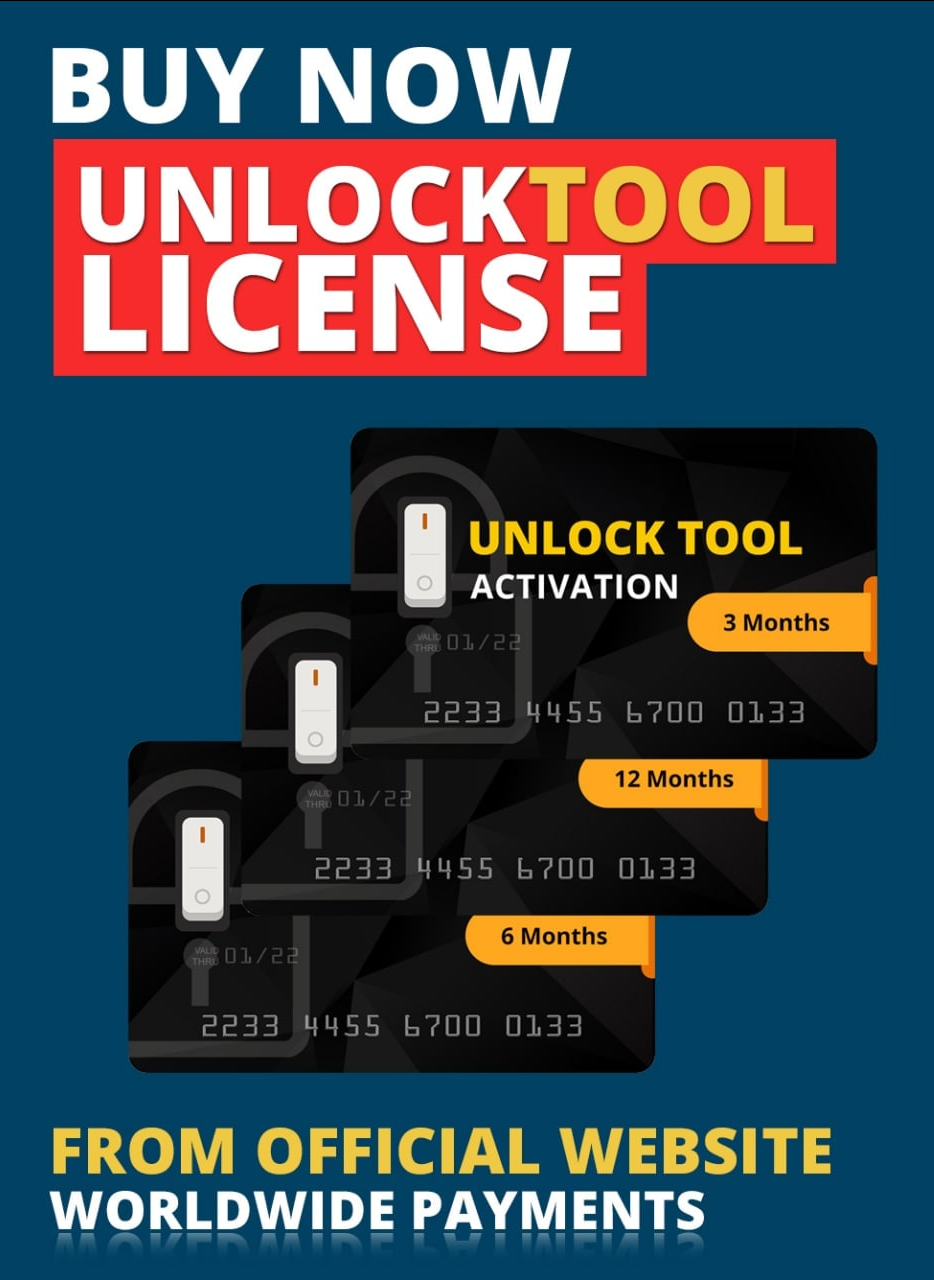 BUY NOW
UNLOCKTOOL
LICENSE
UNLOCK TOOL
ACTIVATION
3 Months
VALID
THRU 01/22
2233 4455 6700 0133
12 Months
VALID
THRU 01/22
2233 4455 6700 0133
6 Months
VALID
THRU 01/22
2233 4455 6700 0133
FROM OFFICIAL WEBSITE
WORLDWIDE PAYMENTS